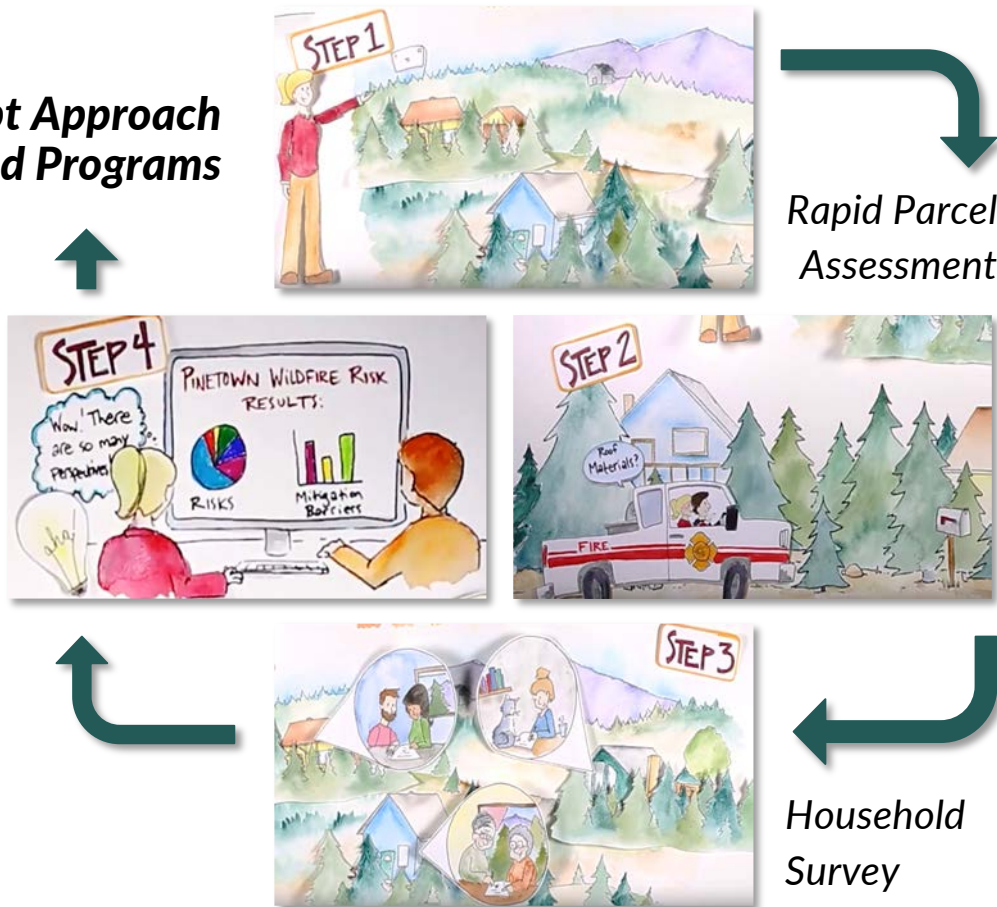 STEP 1
Approach
Programs
Rapid Parcel
Assessment
STEP 4
Wow! There
are so many
Perspectives!
PINETOWN WILDFIRE RISK
RESULTS:
RISKS
Mitigation
Barriers
aha!
STEP 2
Roof
Materials?
FIRE
STEP 3
Household
Survey